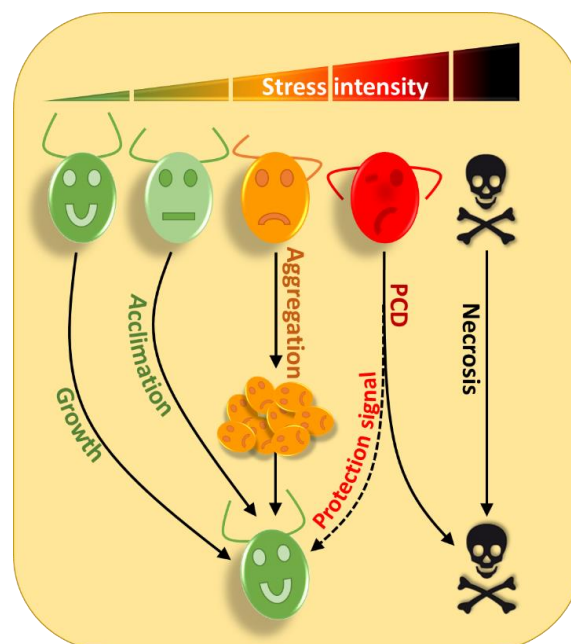 Stress intensity
Growth
Acclimation
Aggregation
PCD
Protection signal
Necrosis